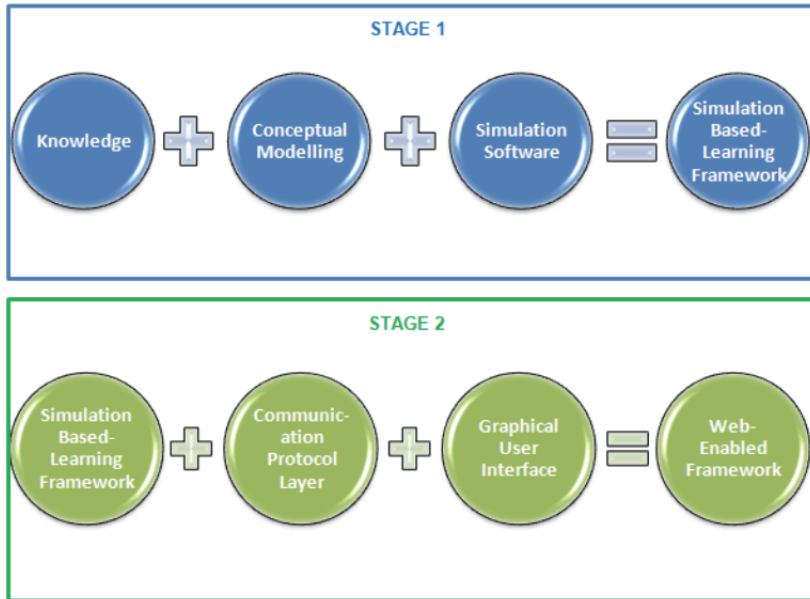 STAGE 1
Knowledge
Conceptual
Modelling
Simulation
Software
Simulation
Based-
Learning
Framework
STAGE 2
Simulation
Based-
Learning
Framework
Communic-
ation
Protocol
Layer
Graphical
User
Interface
Web-
Enabled
Framework